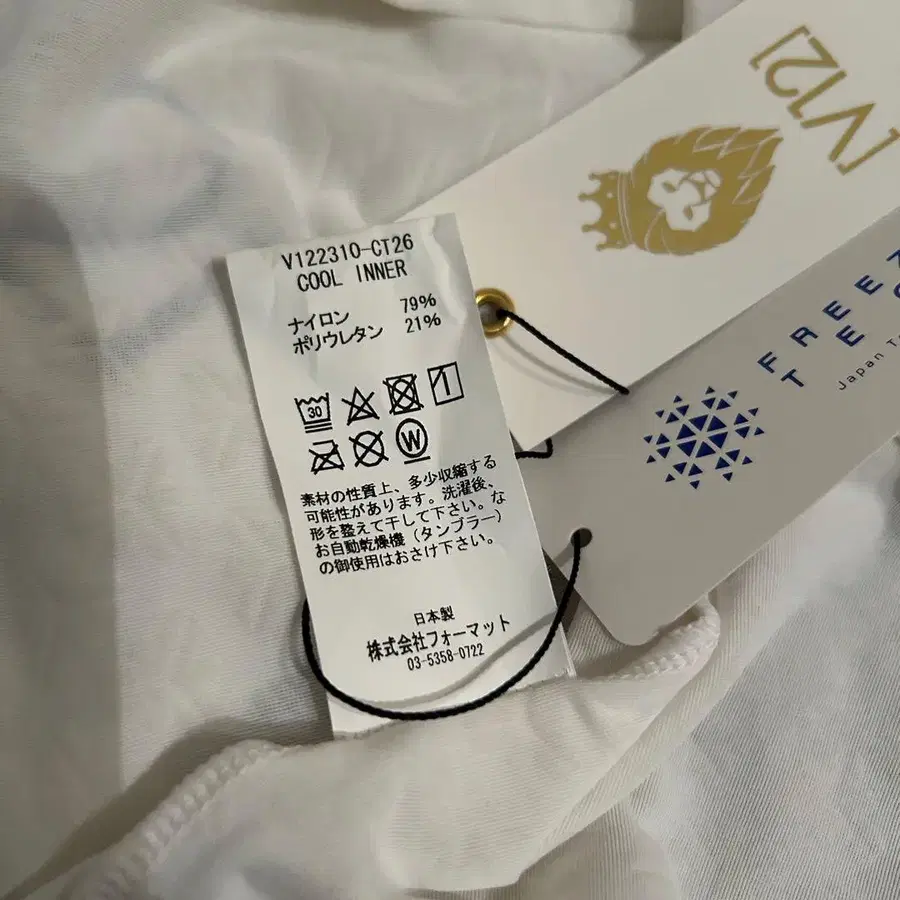 [V12]
V122310-CT26
COOL INNER
ナイロン 79%
ポリウレタン 21%
30
1
W
素材の性質上、多少収縮する
可能性があります。洗濯後、
形を整えて干して下さい。な
お自動乾燥機（タンブラー）
の御使用はおさけ下さい。
日本製
株式会社フォーマット
03-5358-0722
FREEZ
TEC
Japan T